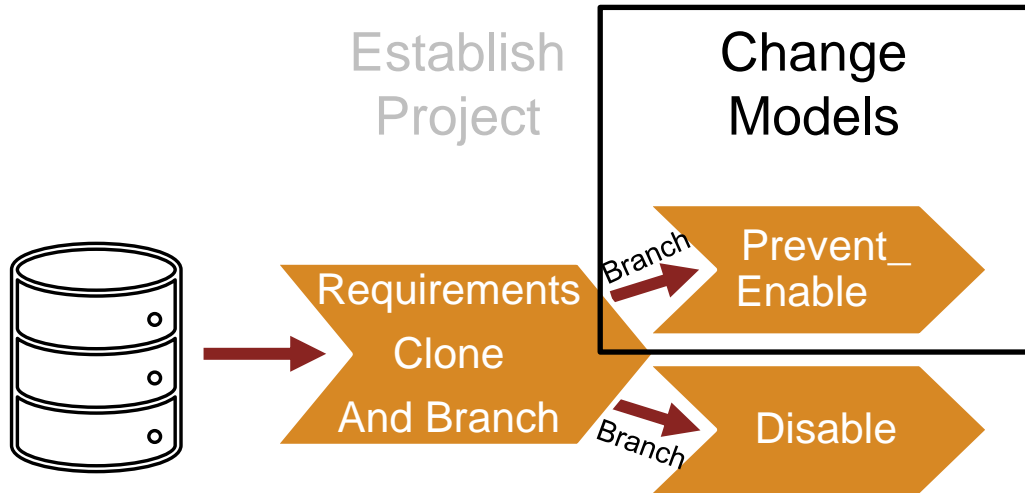 Establish
Project
Change
Models
Requirements
Clone
And Branch
Branch
Prevent_
Enable
Branch
Disable